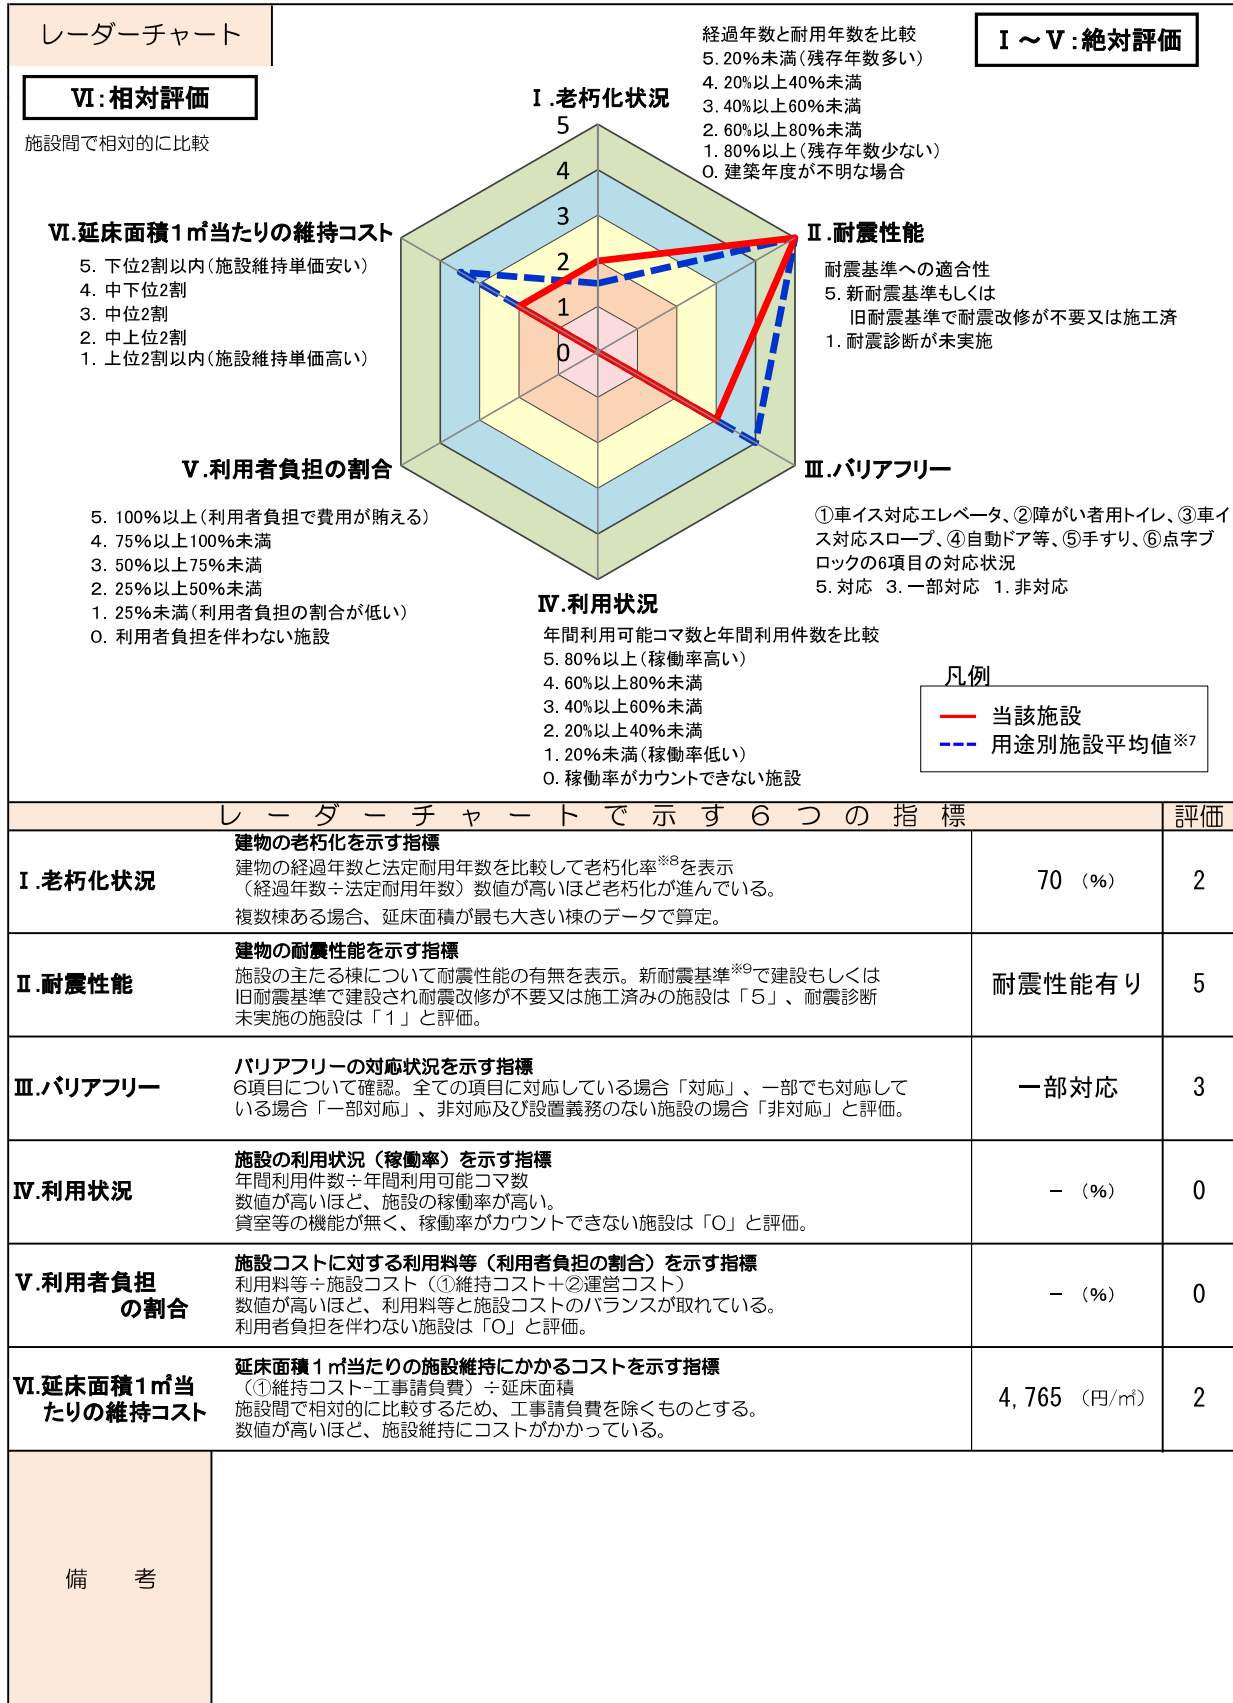 レーダーチャート
Ⅰ～Ⅴ：絶対評価
Ⅵ：相対評価
施設間で相対的に比較
Ⅰ.老朽化状況
経過年数と耐用年数を比較
5. 20%未満（残存年数多い）
4. 20%以上40%未満
3. 40%以上60%未満
2. 60%以上80%未満
1. 80%以上（残存年数少ない）
0. 建築年度が不明な場合
5
4
3
2
1
0
Ⅱ.耐震性能
耐震基準への適合性
5. 新耐震基準もしくは
旧耐震基準で耐震改修が不要又は施工済
1. 耐震診断が未実施
Ⅵ.延床面積1㎡当たりの維持コスト
5. 下位2割以内（施設維持単価安い）
4. 中下位2割
3. 中位2割
2. 中上位2割
1. 上位2割以内（施設維持単価高い）
Ⅴ.利用者負担の割合
5. 100%以上（利用者負担で費用が賄える）
4. 75%以上100%未満
3. 50%以上75%未満
2. 25%以上50%未満
1. 25%未満（利用者負担の割合が低い）
0. 利用者負担を伴わない施設
Ⅲ.バリアフリー
①車イス対応エレベータ、②障がい者用トイレ、③車イ
ス対応スロープ、④自動ドア等、⑤手すり、⑥点字ブ
ロックの6項目の対応状況
5. 対応 3. 一部対応 1. 非対応
Ⅳ.利用状況
年間利用可能コマ数と年間利用件数を比較
5. 80%以上（稼働率高い）
4. 60%以上80%未満
3. 40%以上60%未満
2. 20%以上40%未満
1. 20%未満（稼働率低い）
0. 稼働率がカウントできない施設
凡例
当該施設
用途別施設平均値※7
レーダーチャートで示す６つの指標 評価
Ⅰ.老朽化状況
建物の老朽化を示す指標
建物の経過年数と法定耐用年数を比較して老朽化率※8を表示
（経過年数÷法定耐用年数）数値が高いほど老朽化が進んでいる。
複数棟ある場合、延床面積が最も大きい棟のデータで算定。
70 （%） 2
Ⅱ.耐震性能
建物の耐震性能を示す指標
施設の主たる棟について耐震性能の有無を表示。新耐震基準※9で建設もしくは
旧耐震基準で建設され耐震改修が不要又は施工済みの施設は「５」、耐震診断
未実施の施設は「１」と評価。
耐震性能有り 5
Ⅲ.バリアフリー
バリアフリーの対応状況を示す指標
6項目について確認。全ての項目に対応している場合「対応」、一部でも対応して
いる場合「一部対応」、非対応及び設置義務のない施設の場合「非対応」と評価。
一部対応 3
Ⅳ.利用状況
施設の利用状況（稼働率）を示す指標
年間利用件数÷年間利用可能コマ数
数値が高いほど、施設の稼働率が高い。
貸室等の機能が無く、稼働率がカウントできない施設は「０」と評価。
－ （%） 0
Ⅴ.利用者負担
の割合
施設コストに対する利用料等（利用者負担の割合）を示す指標
利用料等÷施設コスト（①維持コスト＋②運営コスト）
数値が高いほど、利用料等と施設コストのバランスが取れている。
利用者負担を伴わない施設は「０」と評価。
－ （%） 0
Ⅵ.延床面積1㎡当
たりの維持コスト
延床面積１㎡当たりの施設維持にかかるコストを示す指標
（①維持コスト-工事請負費）÷延床面積
施設間で相対的に比較するため、工事請負費を除くものとする。
数値が高いほど、施設維持にコストがかかっている。
4,765 （円/㎡） 2
備 考